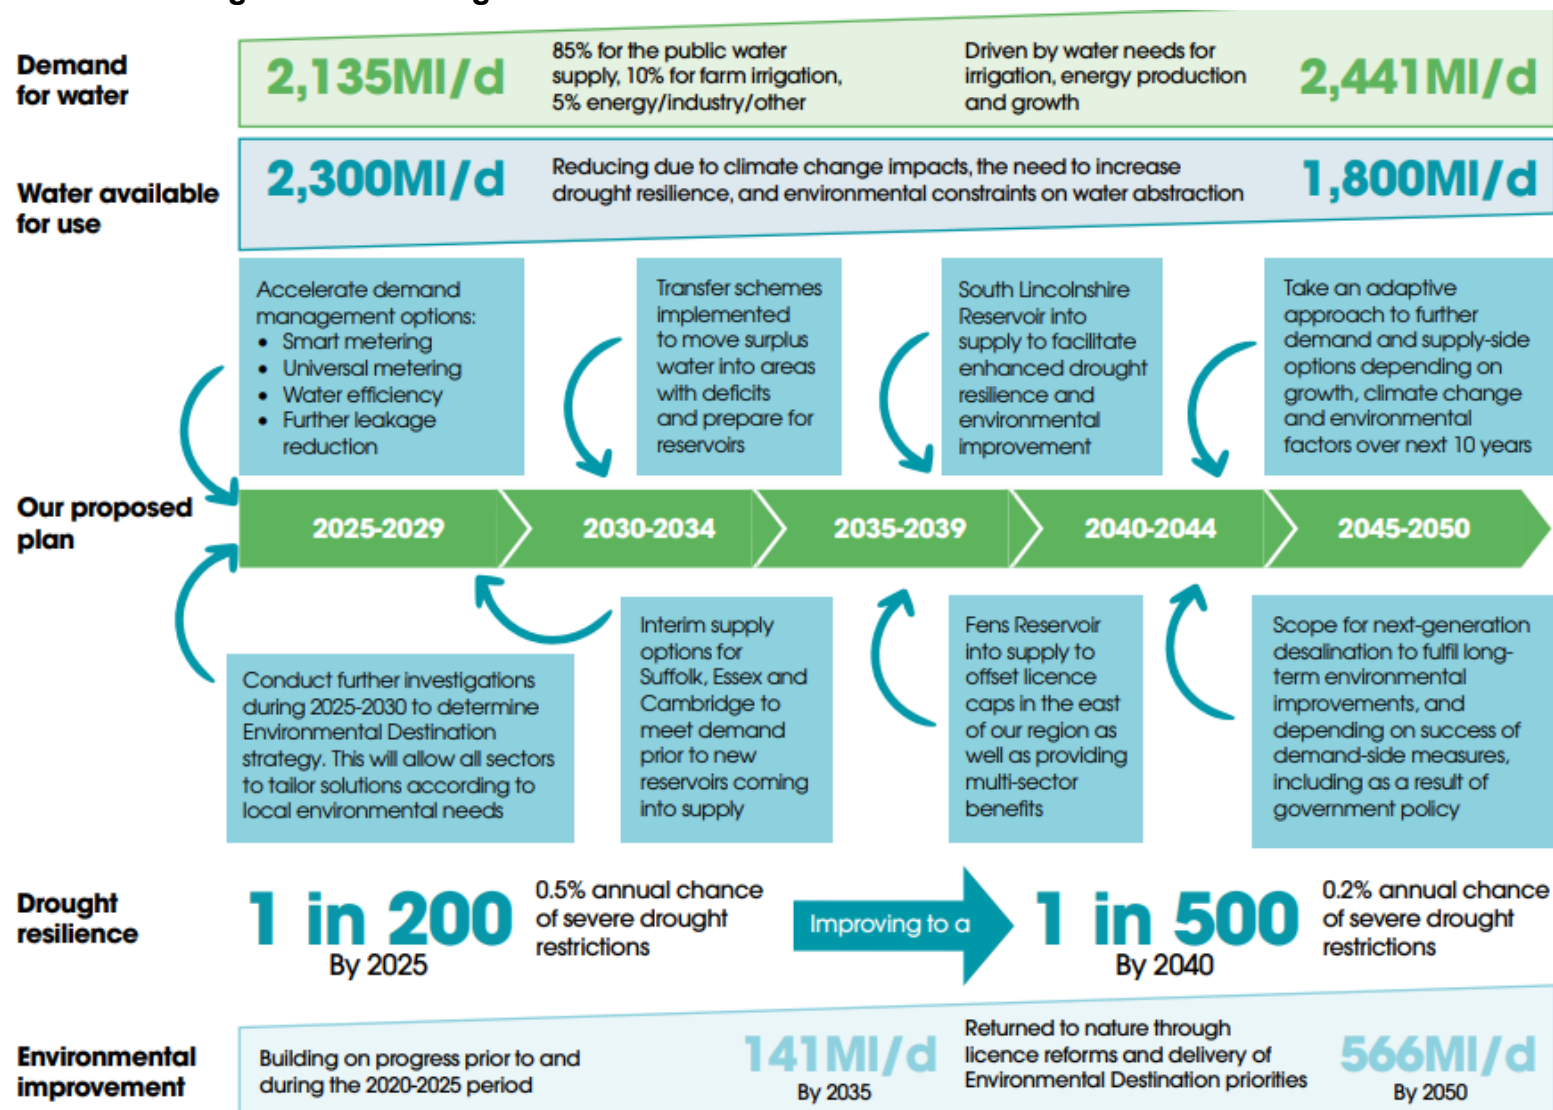 Demand
for water
2,135Ml/d
85% for the public water
supply, 10% for farm irrigation,
5% energy/industry/other
Driven by water needs for
irrigation, energy production
and growth
2,441Ml/d
Water available
for use
2,300Ml/d
Reducing due to climate change impacts, the need to increase
drought resilience, and environmental constraints on water abstraction
1,800Ml/d
Accelerate demand
management options:
• Smart metering
• Universal metering
• Water efficiency
• Further leakage
reduction
Transfer schemes
implemented
to move surplus
water into areas
with deficits
and prepare for
reservoirs
South Lincolnshire
Reservoir into
supply to facilitate
enhanced drought
resilience and
environmental
improvement
Take an adaptive
approach to further
demand and supply-side
options depending on
growth, climate change
and environmental
factors over next 10 years
Our proposed
plan
2025-2029
2030-2034
2035-2039
2040-2044
2045-2050
Conduct further investigations
during 2025-2030 to determine
Environmental Destination
strategy. This will allow all sectors
to tailor solutions according to
local environmental needs
Interim supply
options for
Suffolk, Essex and
Cambridge to
meet demand
prior to new
reservoirs coming
into supply
Fens Reservoir
into supply to
offset licence
caps in the east
of our region as
well as providing
multi-sector
benefits
Scope for next-generation
desalination to fulfil long-
term environmental
improvements, and
depending on success of
demand-side measures,
including as a result of
government policy
Drought
resilience
1 in 200
By 2025
0.5% annual chance
of severe drought
restrictions
Improving to a
1 in 500
By 2040
0.2% annual chance
of severe drought
restrictions
Environmental
improvement
Building on progress prior to and
during the 2020-2025 period
141Ml/d
By 2035
Returned to nature through
licence reforms and delivery of
Environmental Destination priorities
566Ml/d
By 2050